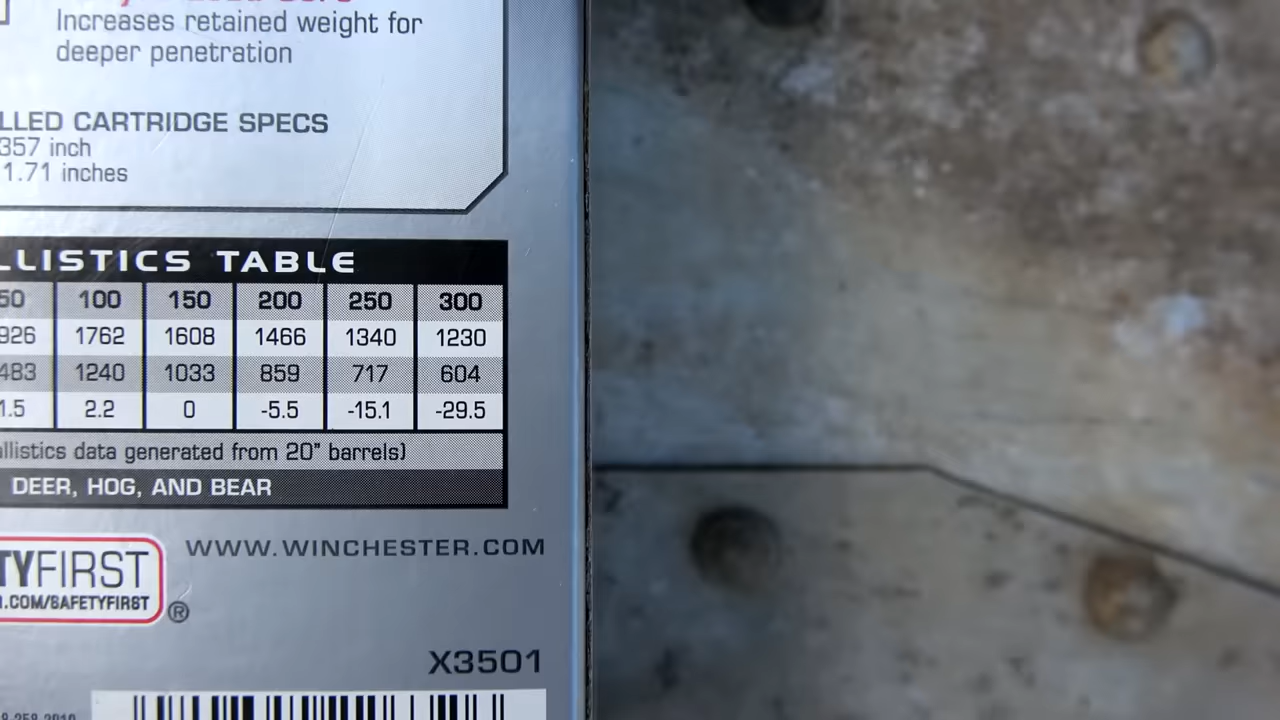 Increases retained weight for
deeper penetration
LLED CARTRIDGE SPECS
357 inch
1.71 inches
LLISTICS TABLE
50 100 150 200 250 300
926 1762 1608 1466 1340 1230
483 1240 1033 859 717 604
1.5 2.2 0 -5.5 -15.1 -29.5
allistics data generated from 20" barrels)
DEER, HOG, AND BEAR
TYFIRST
.COM/SAFETYFIRST
®
WWW.WINCHESTER.COM
X3501